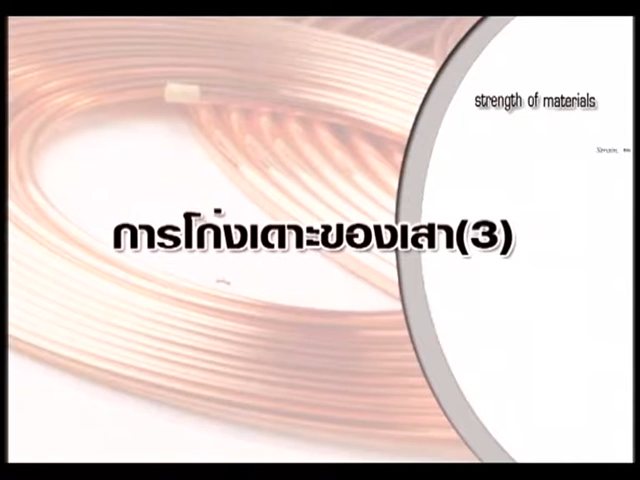 strength of materials
การโก่งเดาะของเสา(3)